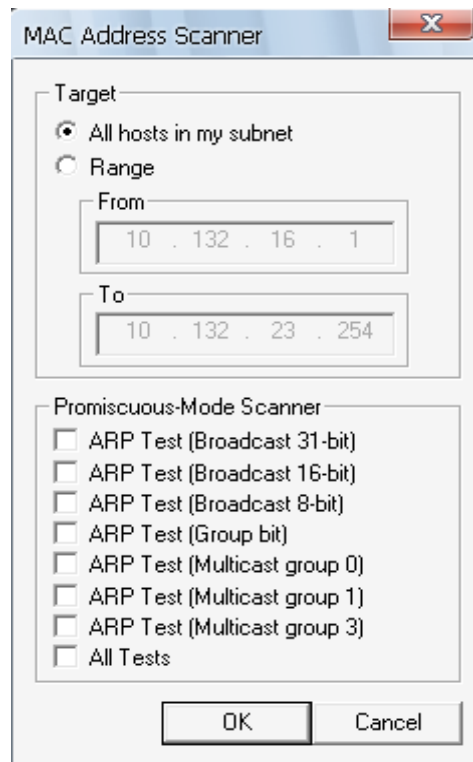 MAC Address Scanner
Target
All hosts in my subnet
Range
From
10 . 132 . 16 . 1
To
10 . 132 . 23 . 254
Promiscuous-Mode Scanner
ARP Test (Broadcast 31-bit)
ARP Test (Broadcast 16-bit)
ARP Test (Broadcast 8-bit)
ARP Test (Group bit)
ARP Test (Multicast group 0)
ARP Test (Multicast group 1)
ARP Test (Multicast group 3)
All Tests
OK Cancel